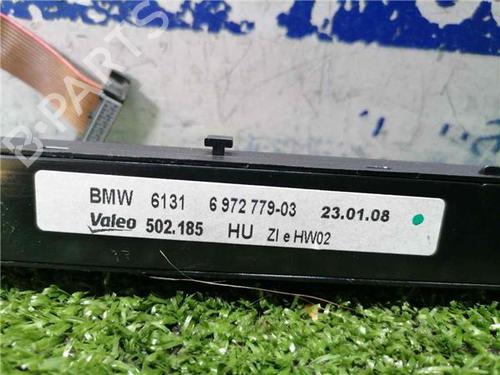 B-PARTS
BMW 6131 6 972 779-03 23.01.08
Valeo 502.185 HU ZI e HW02